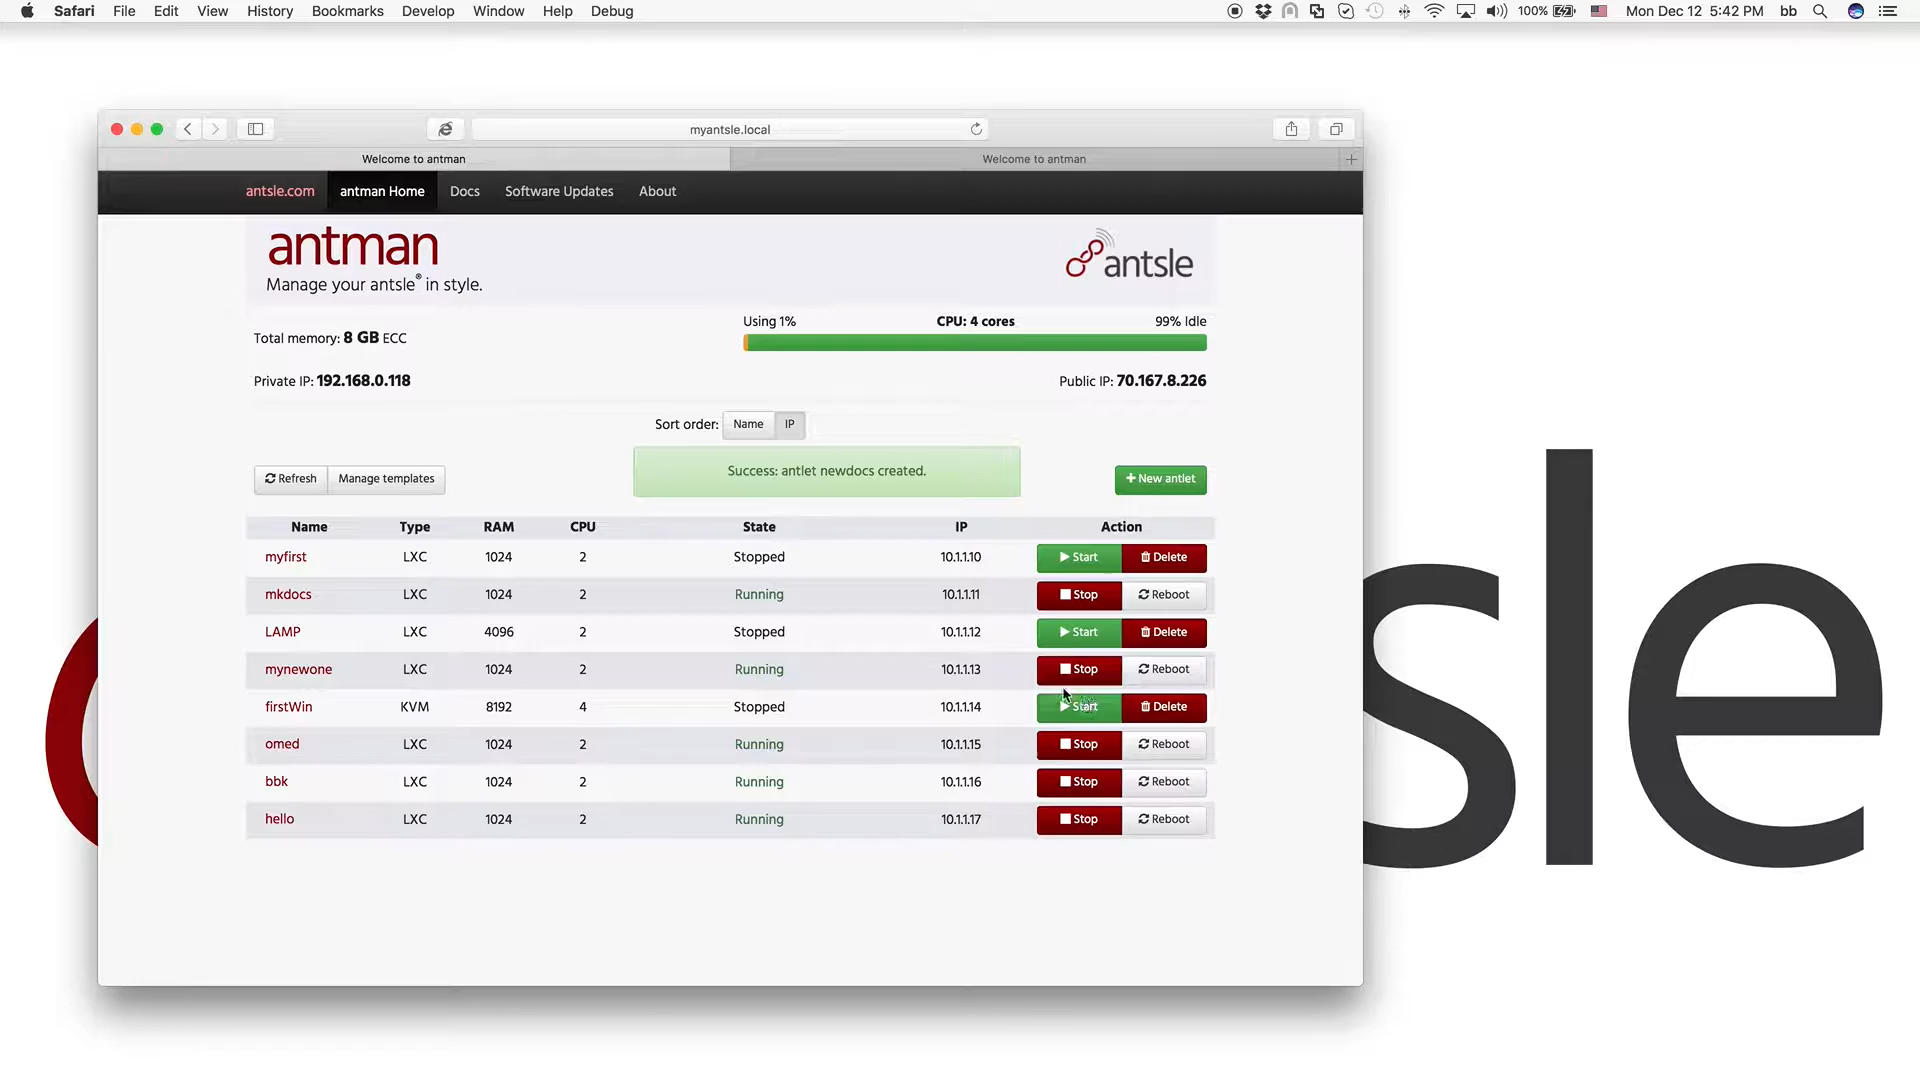 Safari File Edit View History Bookmarks Develop Window Help Debug 100% Mon Dec 12 5:42 PM bb
myantsle.local
Welcome to antman Welcome to antman
antsle.com antman Home Docs Software Updates About
antman
Manage your antsle® in style.
antsle
Using 1% CPU: 4 cores 99% Idle
Total memory: 8 GB ECC
Private IP: 192.168.0.118 Public IP: 70.167.8.226
Sort order: Name IP
Success: antlet newdocs created.
Refresh Manage templates + New antlet
Name Type RAM CPU State IP Action
myfirst LXC 1024 2 Stopped 10.1.1.10 Start Delete
mkdocs LXC 1024 2 Running 10.1.1.11 Stop Reboot
LAMP LXC 4096 2 Stopped 10.1.1.12 Start Delete
mynewone LXC 1024 2 Running 10.1.1.13 Stop Reboot
firstWin KVM 8192 4 Stopped 10.1.1.14 Start Delete
omed LXC 1024 2 Running 10.1.1.15 Stop Reboot
bbk LXC 1024 2 Running 10.1.1.16 Stop Reboot
hello LXC 1024 2 Running 10.1.1.17 Stop Reboot
sle